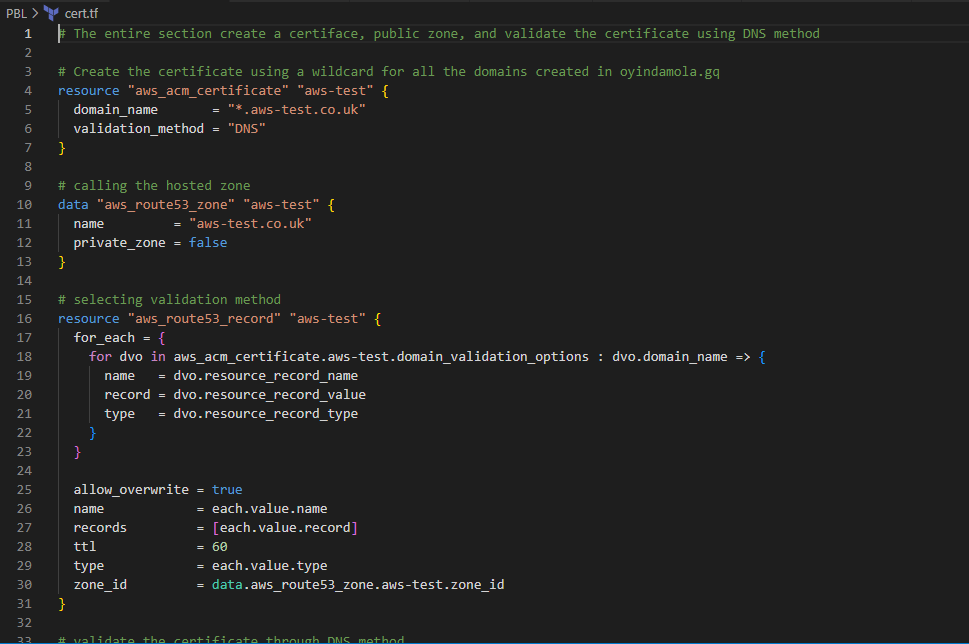 PBL > cert.tf
1 # The entire section create a certiface, public zone, and validate the certificate using DNS method
2
3 # Create the certificate using a wildcard for all the domains created in oyindamola.gq
4 resource "aws_acm_certificate" "aws-test" {
5   domain_name       = "*.aws-test.co.uk"
6   validation_method = "DNS"
7 }
8
9 # calling the hosted zone
10 data "aws_route53_zone" "aws-test" {
11   name         = "aws-test.co.uk"
12   private_zone = false
13 }
14
15 # selecting validation method
16 resource "aws_route53_record" "aws-test" {
17   for_each = {
18     for dvo in aws_acm_certificate.aws-test.domain_validation_options : dvo.domain_name => {
19       name   = dvo.resource_record_name
20       record = dvo.resource_record_value
21       type   = dvo.resource_record_type
22     }
23   }
24
25   allow_overwrite = true
26   name            = each.value.name
27   records         = [each.value.record]
28   ttl             = 60
29   type            = each.value.type
30   zone_id         = data.aws_route53_zone.aws-test.zone_id
31 }
32
33 # validate the certificate through DNS method